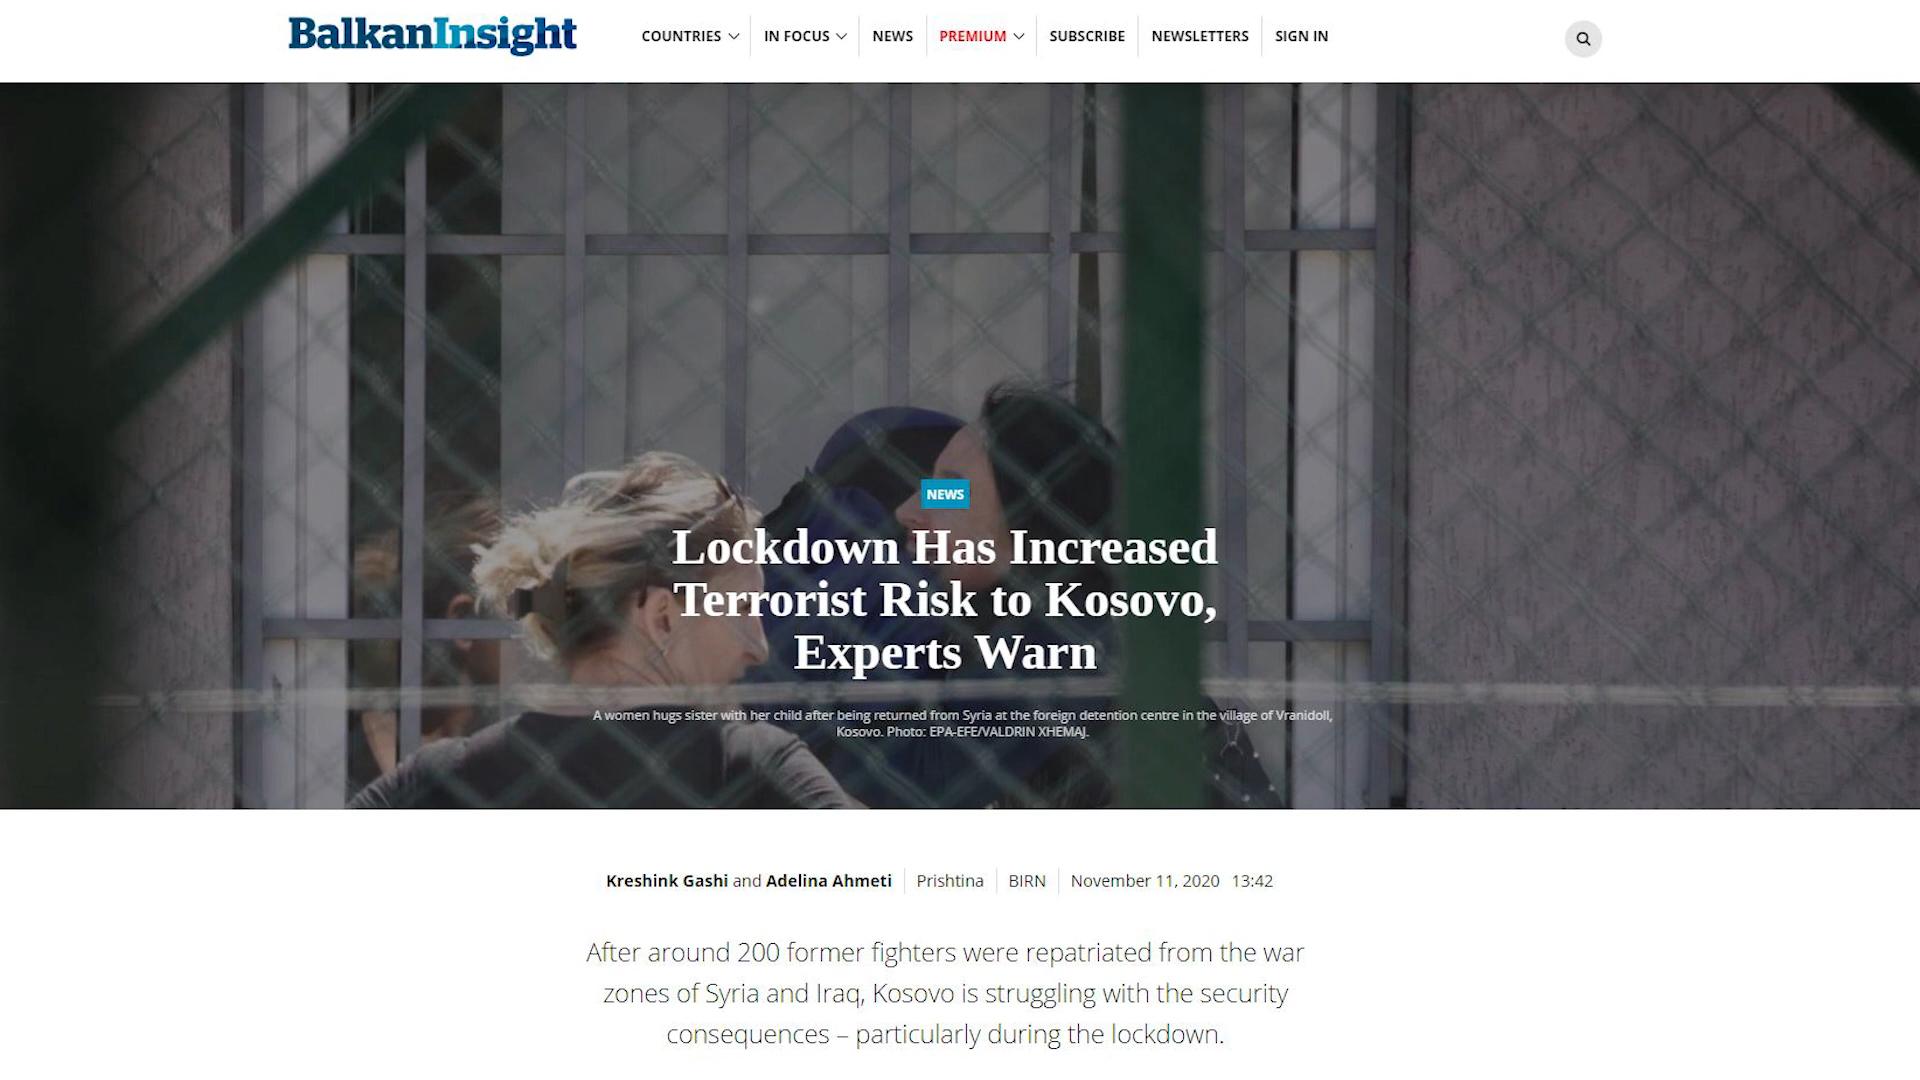 BalkanInsight
COUNTRIES
IN FOCUS
NEWS
PREMIUM
SUBSCRIBE
NEWSLETTERS
SIGN IN
NEWS
Lockdown Has Increased
Terrorist Risk to Kosovo,
Experts Warn
A women hugs sister with her child after being returned from Syria at the foreign detention centre in the village of Vranidoll,
Kosovo. Photo: EPA-EFE/VALDRIN XHEMAJ.
Kreshink Gashi and Adelina Ahmeti
Prishtina
BIRN
November 11, 2020 13:42
After around 200 former fighters were repatriated from the war
zones of Syria and Iraq, Kosovo is struggling with the security
consequences – particularly during the lockdown.